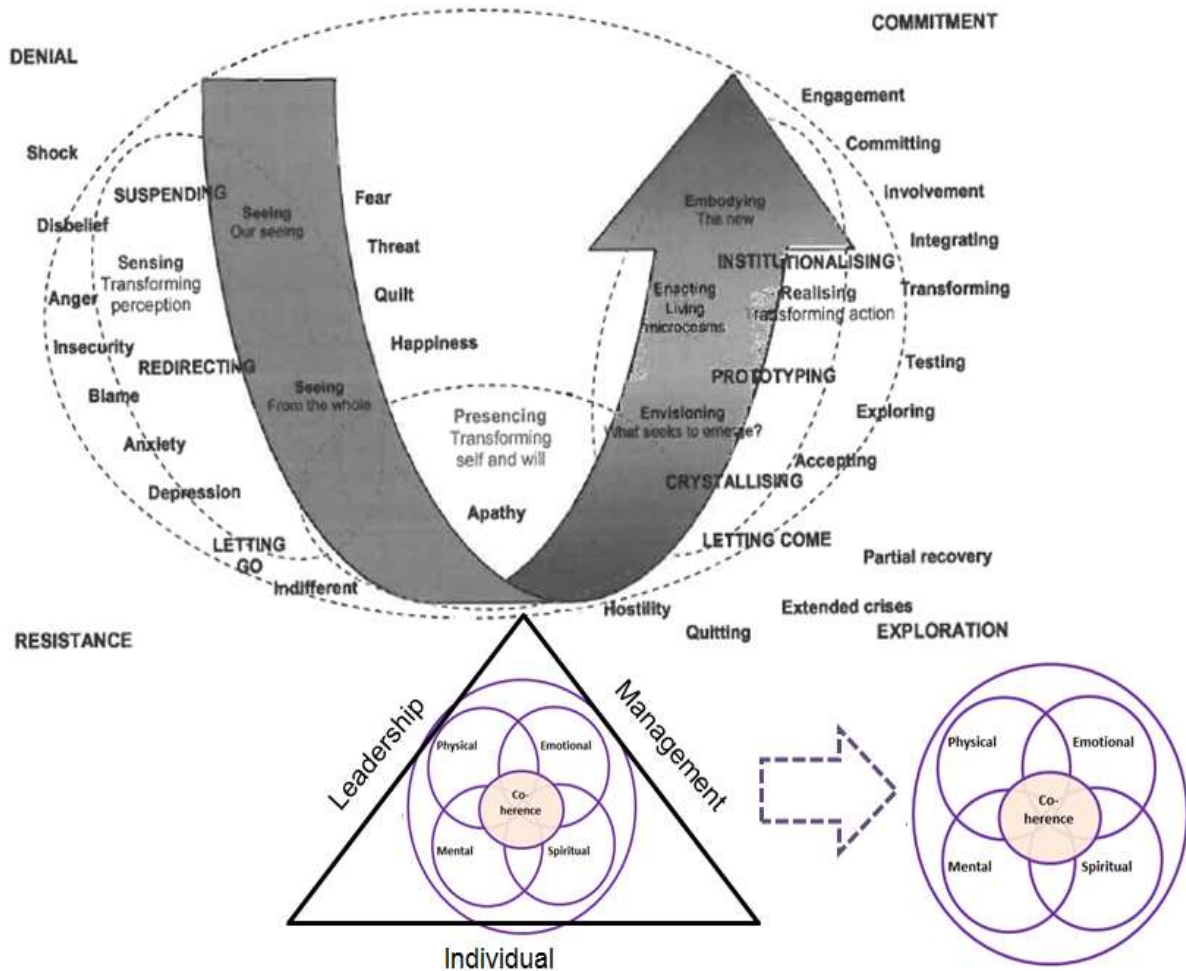 COMMITMENT
DENIAL
Engagement
Shock
Committing
SUSPENDING
Fear
Seeing
Our seeing
Embodying
The new
Involvement
Disbelief
Threat
Integrating
Sensing
Transforming
perception
INSTITUTIONALISING
Anger
Quilt
Enacting
Living
microcosms
Realising
Transforming action
Transforming
Insecurity
Happiness
REDIRECTING
Testing
Blame
Seeing
From the whole
PROTOTYPING
Presencing
Transforming
self and will
Envisioning
What seeks to emerge?
Exploring
Anxiety
Accepting
Depression
CRYSTALLISING
Apathy
LETTING
GO
LETTING COME
Indifferent
Partial recovery
Hostility
Extended crises
RESISTANCE
Quitting
EXPLORATION
Leadership
Management
Physical
Emotional
Co-
herence
Mental
Spiritual
Individual
Physical
Emotional
Co-
herence
Mental
Spiritual